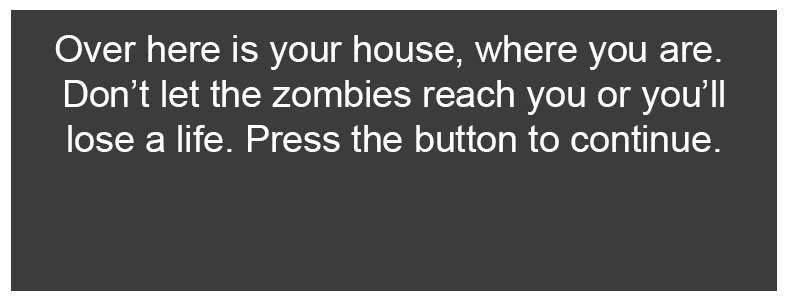 Over here is your house, where you are.
Don’t let the zombies reach you or you’ll
lose a life. Press the button to continue.